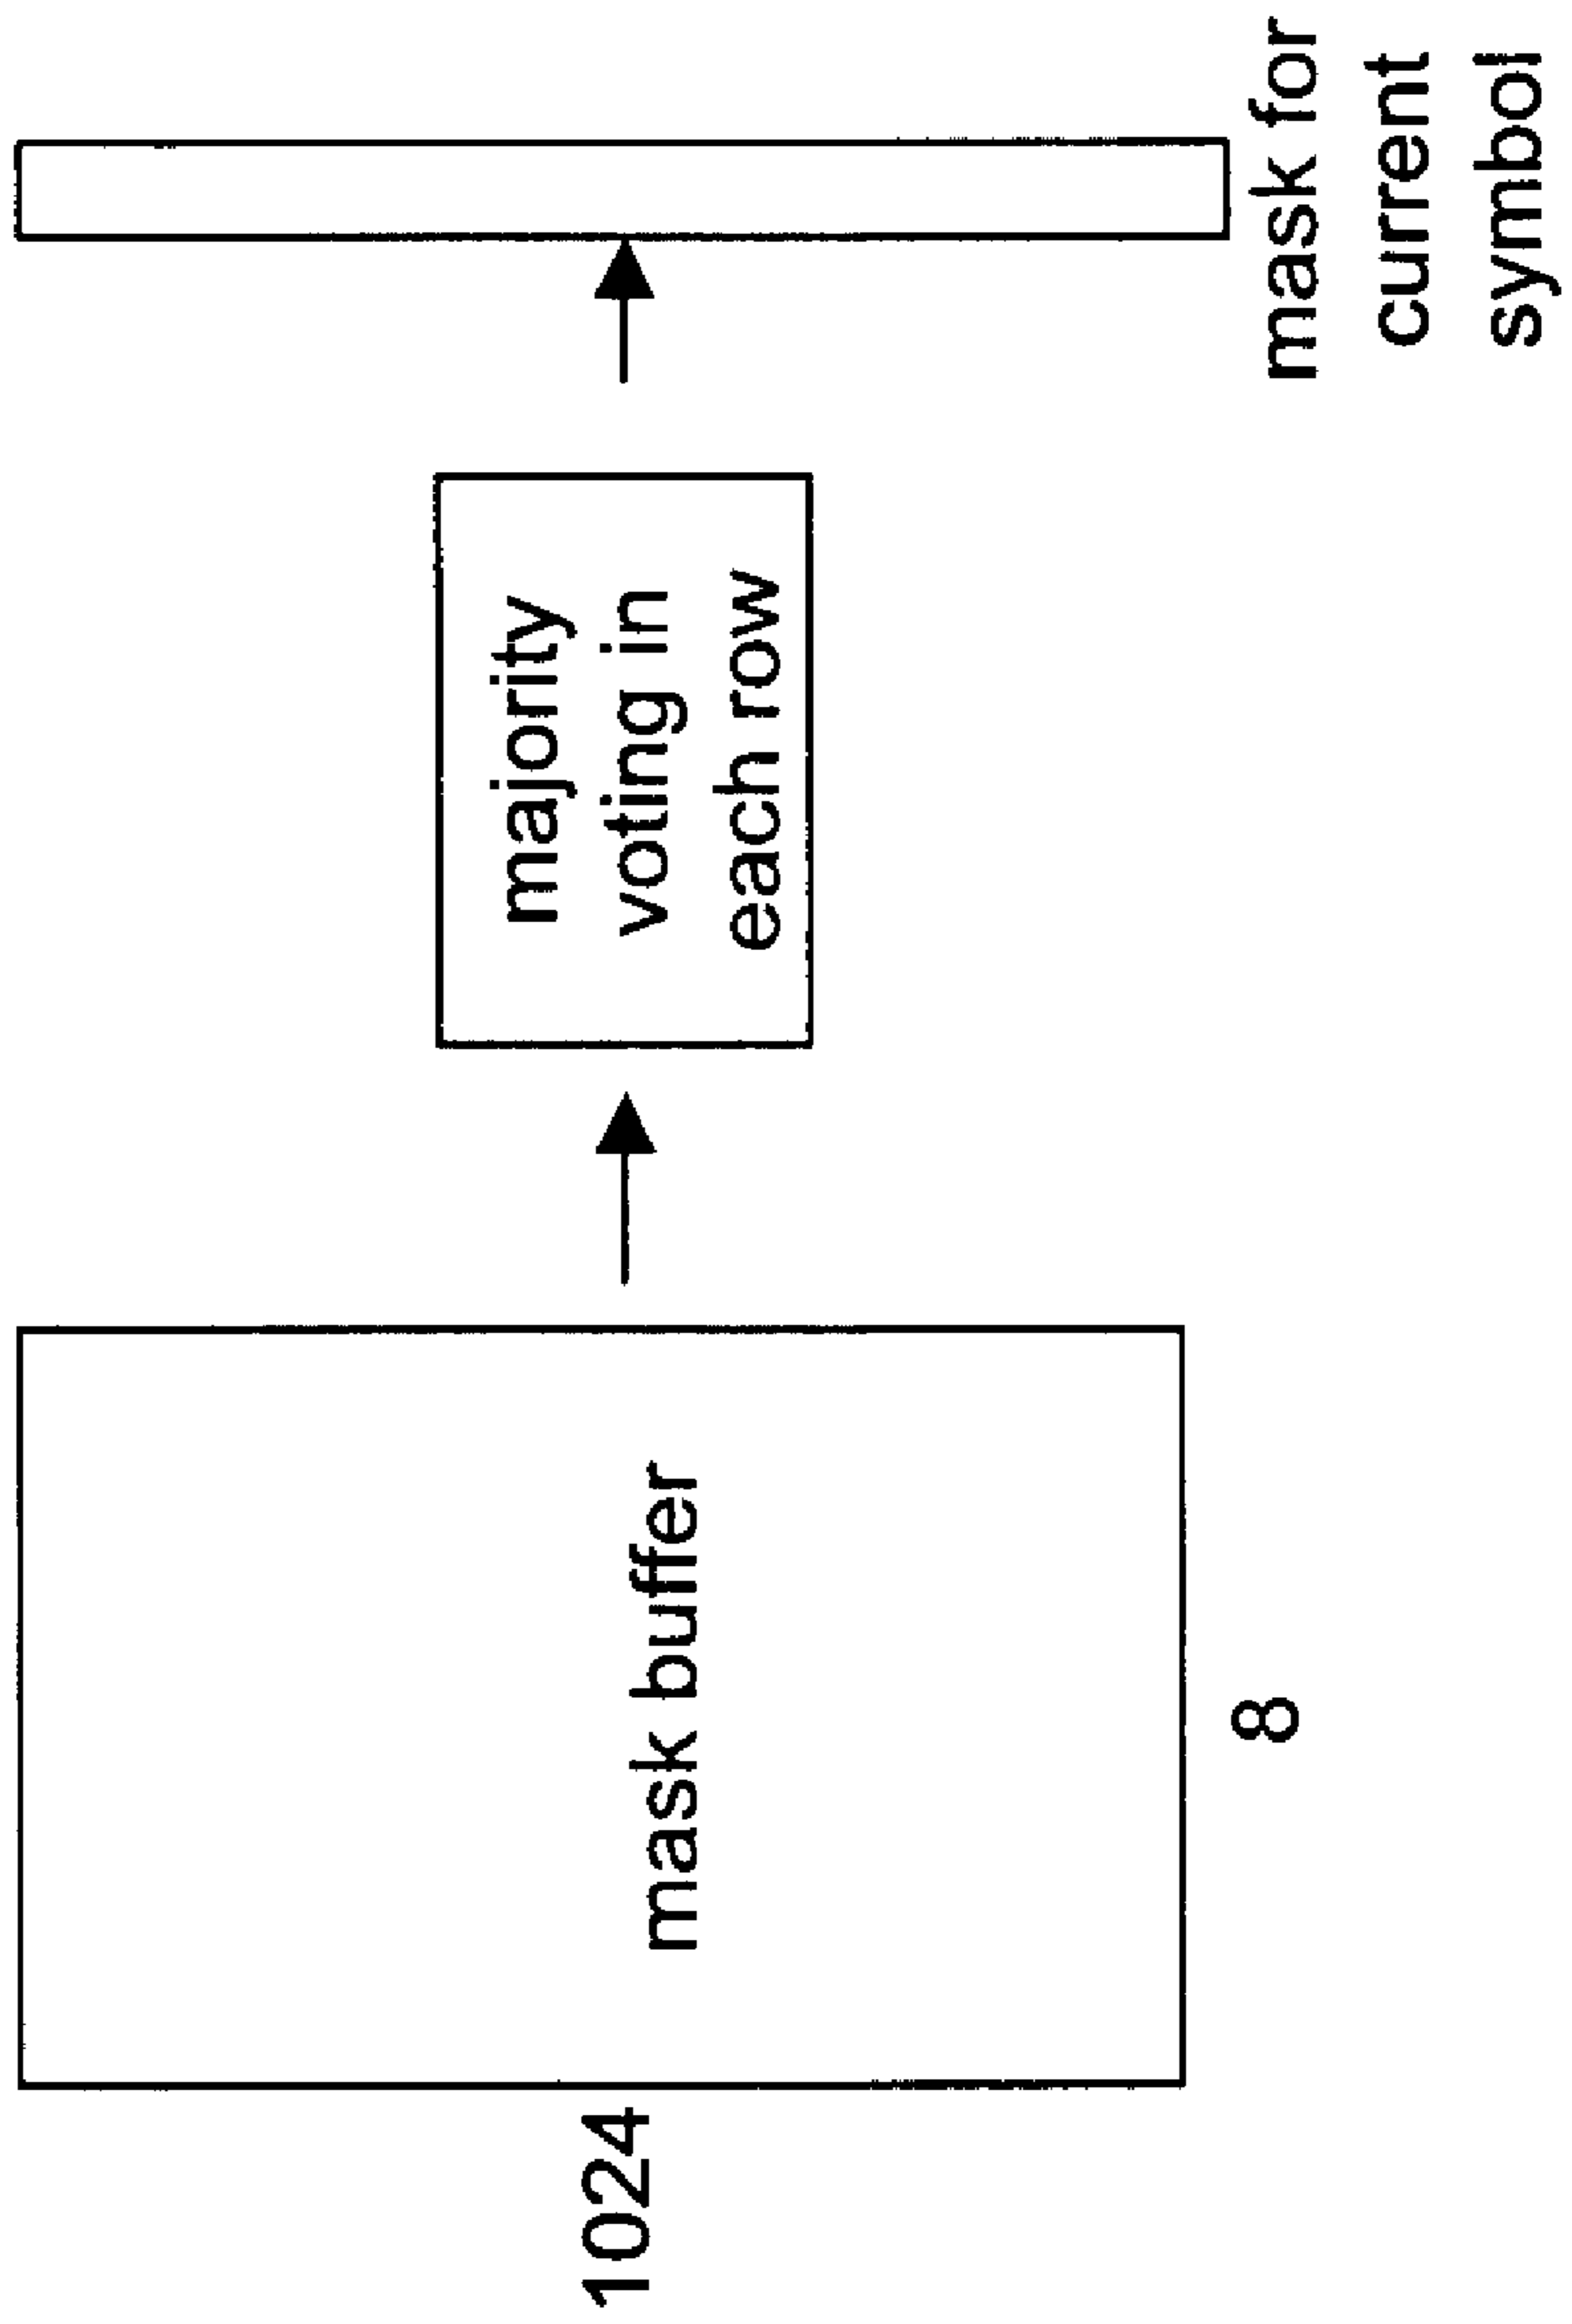 1024
mask buffer
8
majority
voting in
each row
mask for
current
symbol